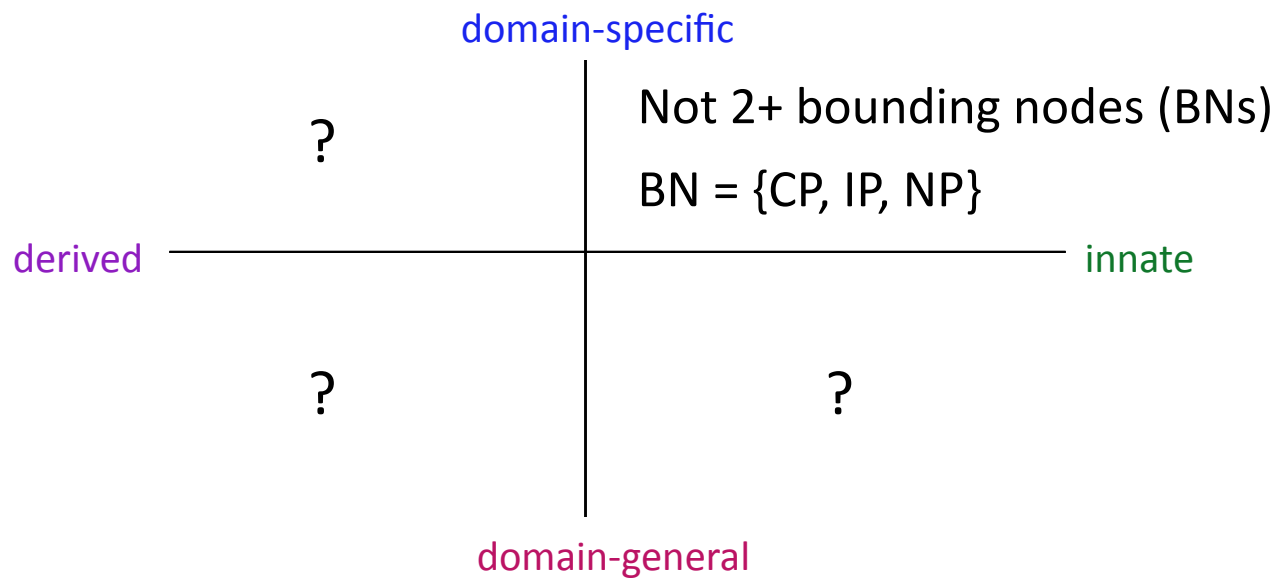 domain-specific
Not 2+ bounding nodes (BNs)
?
BN = {CP, IP, NP}
derived
innate
?
?
domain-general